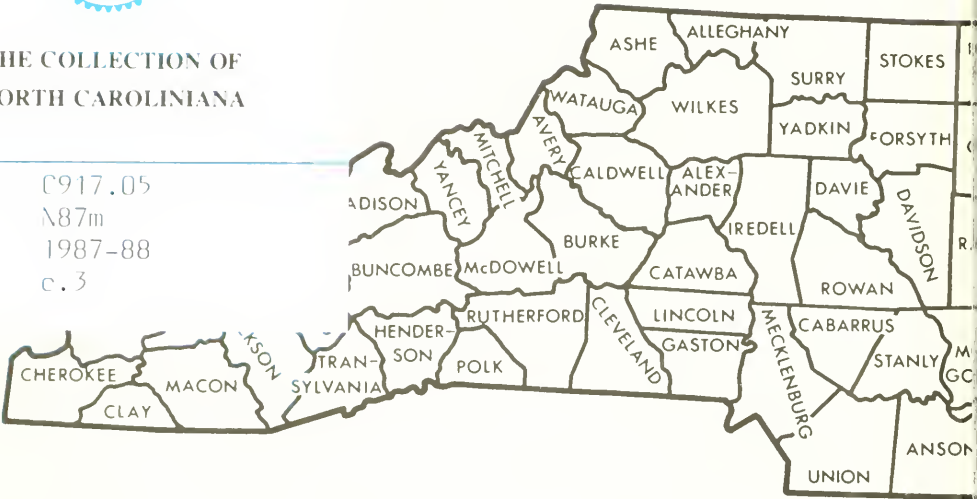 HE COLLECTION OF
ORTH CAROLINIANA
C917.05
N87m
1987-88
c.3
ASHE
ALLEGHANY
SURRY
STOKES
WATAUGA
WILKES
YADKIN
FORSYTH
AVERY
MITCHELL
YANCEY
ADISON
CALDWELL
ALEX-
ANDER
DAVIE
DAVIDSON
IREDELL
BURKE
BUNCOMBE
McDOWELL
CATAWBA
ROWAN
R
RUTHERFORD
CLEVELAND
LINCOLN
GASTON
MECKLENBURG
CABARRUS
STANLY
M
GC
HENDER-
SON
POLK
TRAN-
SYLVANIA
KSON
MACON
CHEROKEE
CLAY
UNION
ANSON